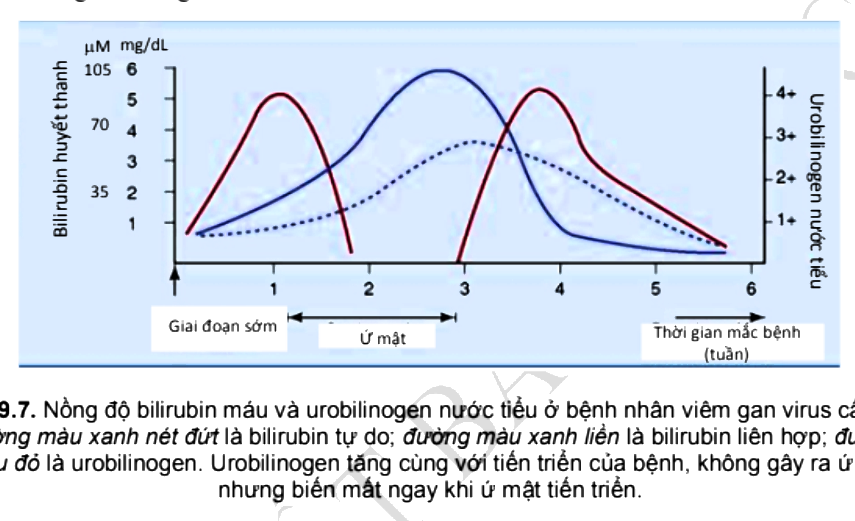 μM mg/dL
105 6
5
70 4
3
35 2
1
Bilirubin huyết thanh
4+
3+
2+
1+
Urobilinogen nước tiểu
1 2 3 4 5 6
Giai đoạn sớm
Ứ mật
Thời gian mắc bệnh
(tuần)
9.7. Nồng độ bilirubin máu và urobilinogen nước tiểu ở bệnh nhân viêm gan virus
màu xanh nét đứt là bilirubin tự do; đường màu xanh liền là bilirubin liên hợp;
đỏ là urobilinogen. Urobilinogen tăng cùng với tiến triển của bệnh, không gây ra ứ
nhưng biến mất ngay khi ứ mật tiến triển.